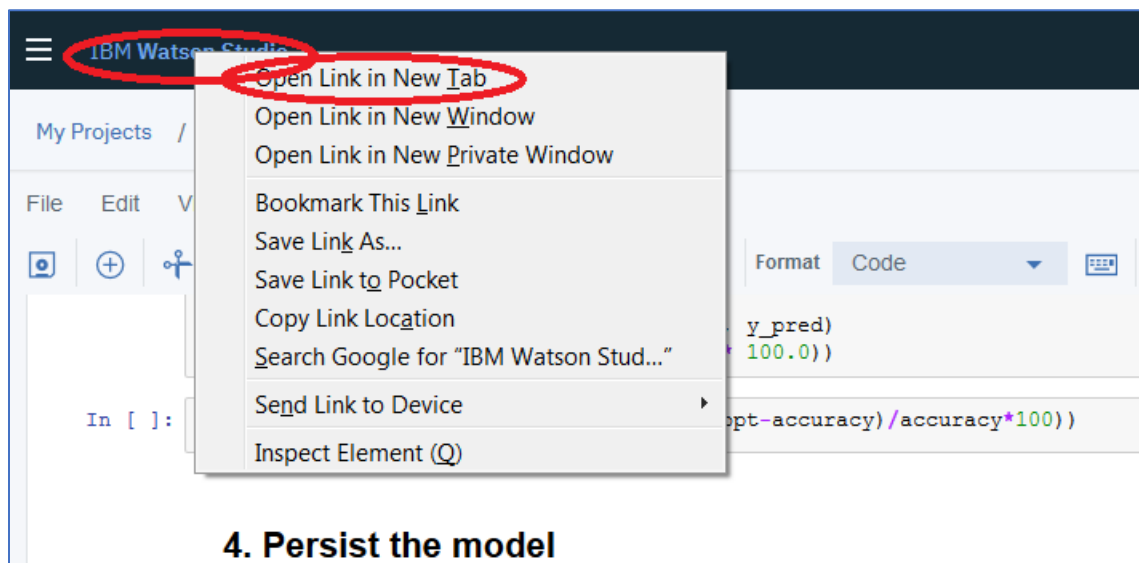 IBM Watson Studio
Open Link in New Tab
Open Link in New Window
My Projects /
Open Link in New Private Window
File Edit V
Bookmark This Link
Save Link As...
Format Code
Save Link to Pocket
Copy Link Location
y_pred)
Search Google for “IBM Watson Stud...”
* 100.0))
Send Link to Device
In [ ]:
opt-accuracy)/accuracy*100))
Inspect Element (Q)
4. Persist the model